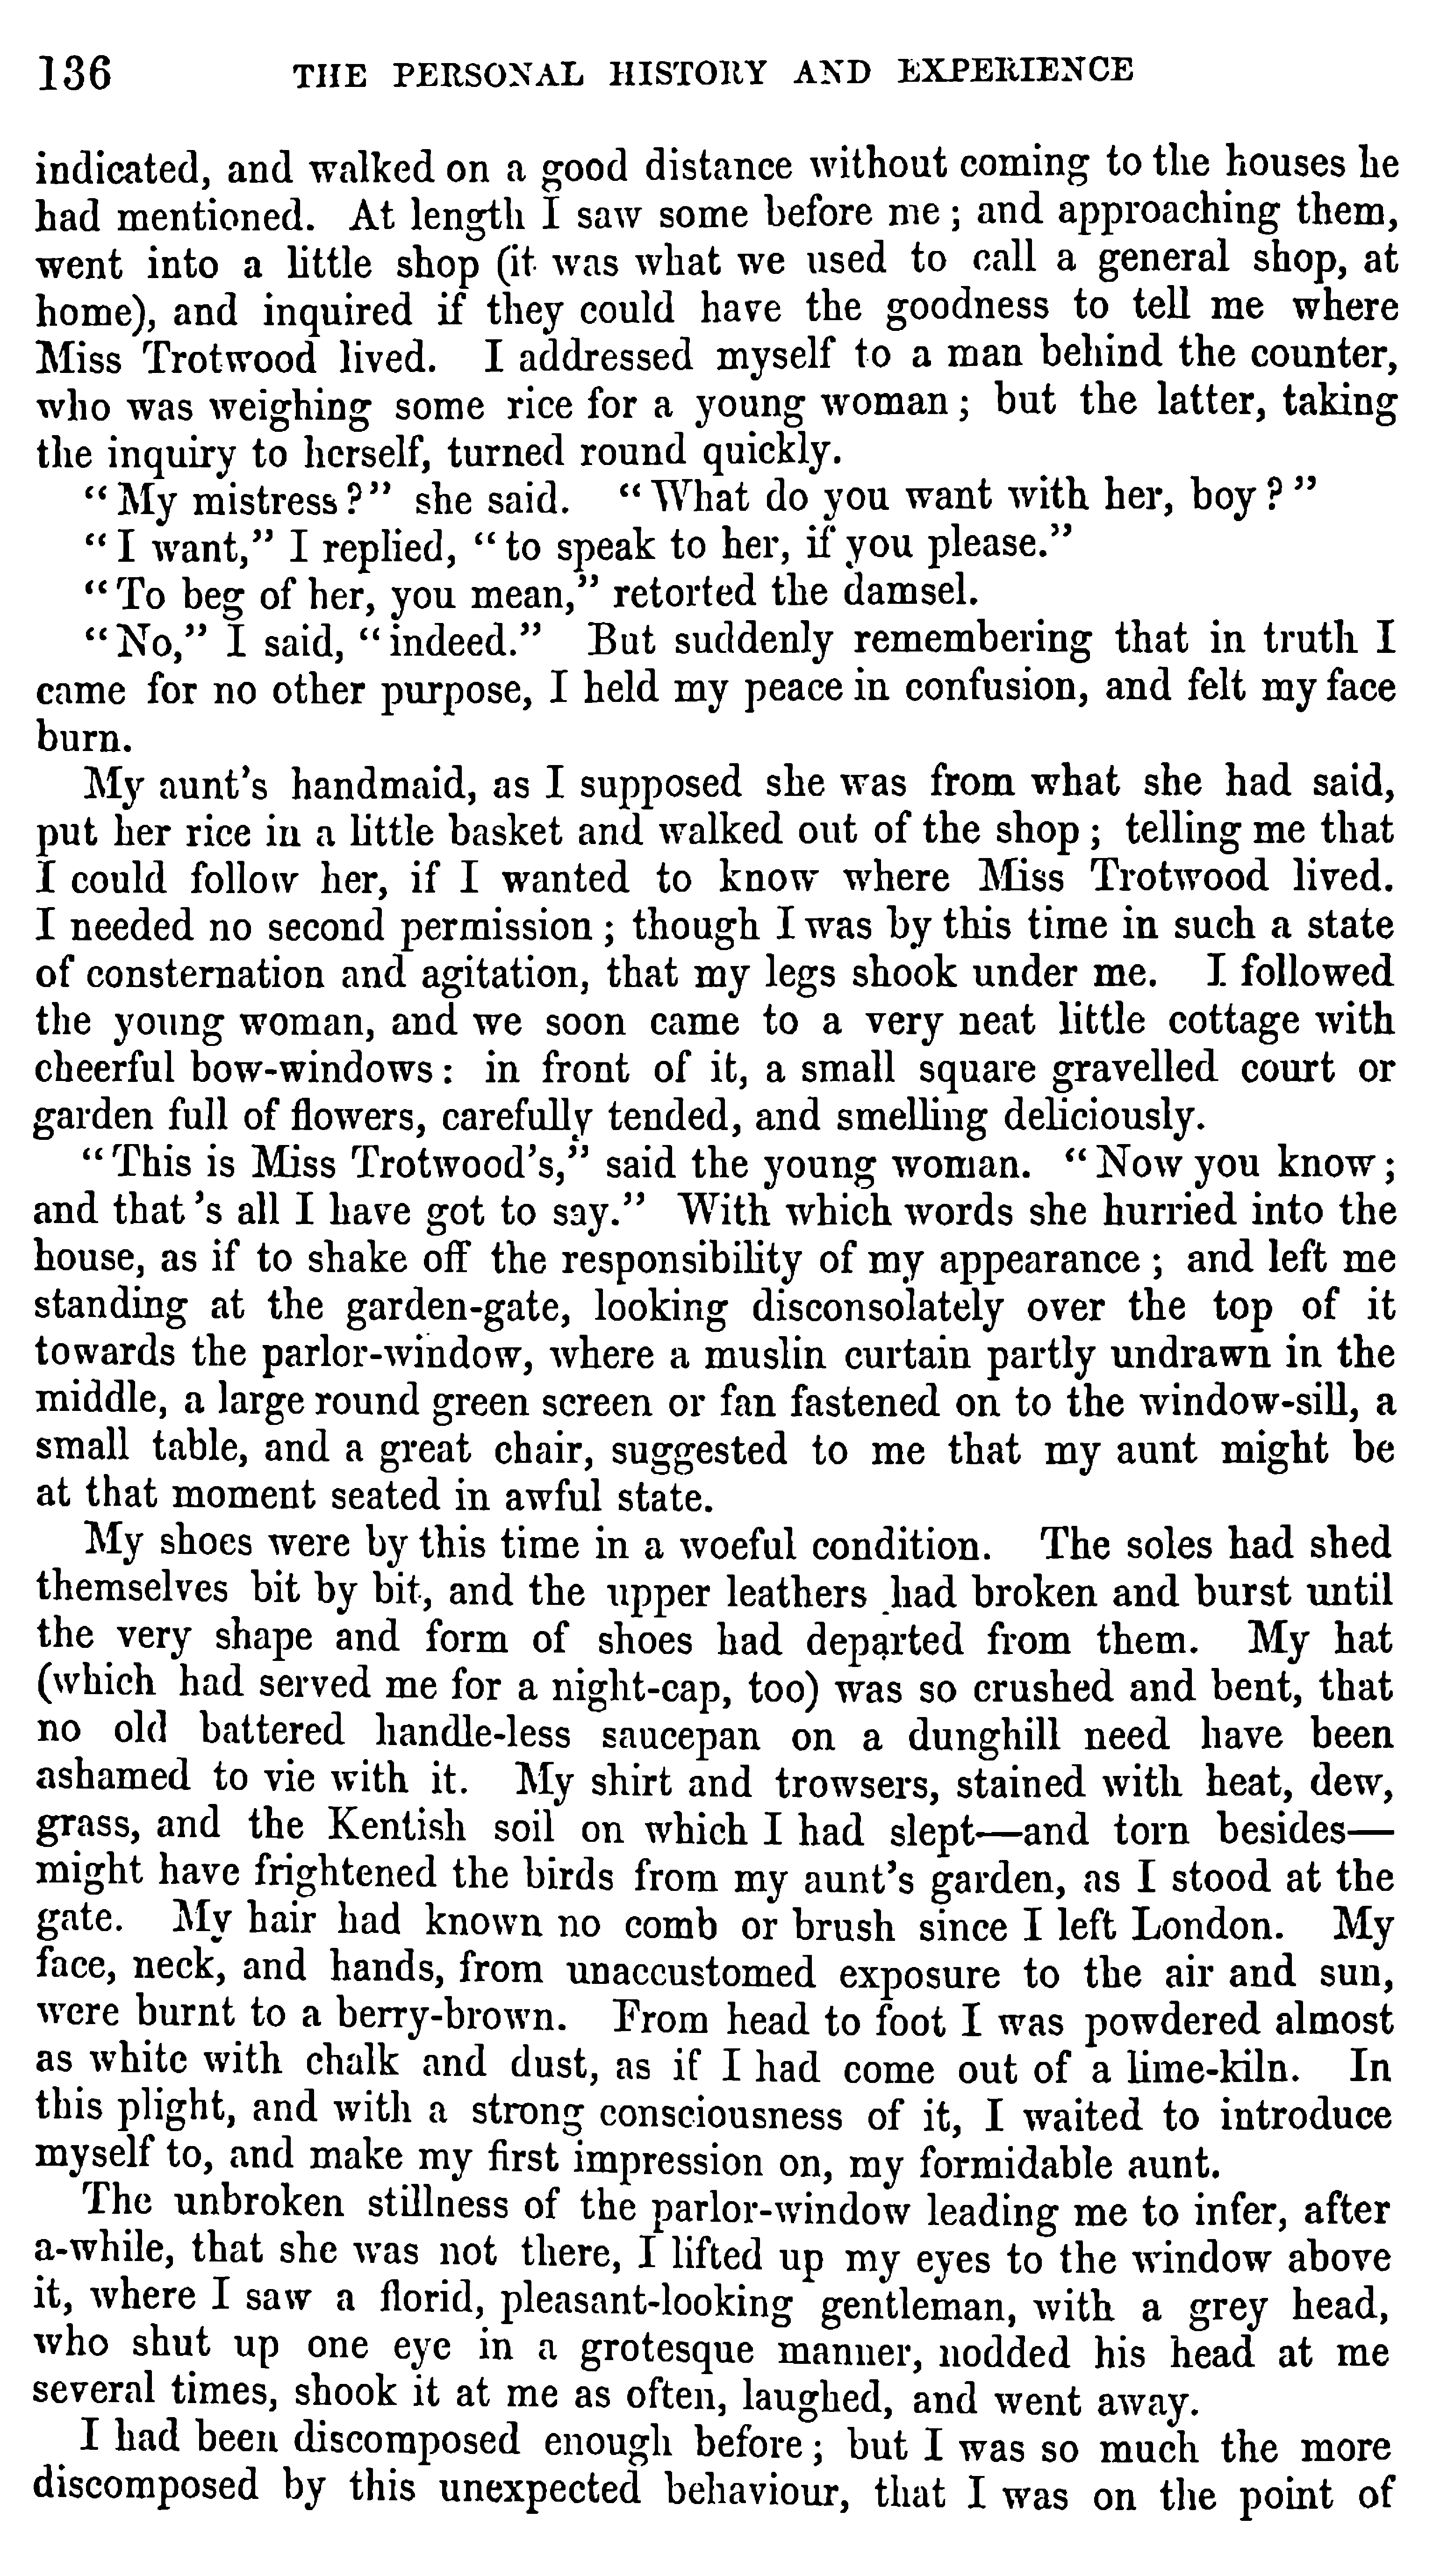 136 THE PERSONAL HISTORY AND EXPERIENCE
indicated, and walked on a good distance without coming to the houses he
had mentioned. At length I saw some before me; and approaching them,
went into a little shop (it was what we used to call a general shop, at
home), and inquired if they could have the goodness to tell me where
Miss Trotwood lived. I addressed myself to a man behind the counter,
who was weighing some rice for a young woman; but the latter, taking
the inquiry to herself, turned round quickly.
"My mistress?" she said. "What do you want with her, boy?"
"I want," I replied, "to speak to her, if you please."
"To beg of her, you mean," retorted the damsel.
"No," I said, "indeed." But suddenly remembering that in truth I
came for no other purpose, I held my peace in confusion, and felt my face
burn.
My aunt's handmaid, as I supposed she was from what she had said,
put her rice in a little basket and walked out of the shop; telling me that
I could follow her, if I wanted to know where Miss Trotwood lived.
I needed no second permission; though I was by this time in such a state
of consternation and agitation, that my legs shook under me. I followed
the young woman, and we soon came to a very neat little cottage with
cheerful bow-windows: in front of it, a small square gravelled court or
garden full of flowers, carefully tended, and smelling deliciously.
"This is Miss Trotwood's," said the young woman. "Now you know;
and that's all I have got to say." With which words she hurried into the
house, as if to shake off the responsibility of my appearance; and left me
standing at the garden-gate, looking disconsolately over the top of it
towards the parlor-window, where a muslin curtain partly undrawn in the
middle, a large round green screen or fan fastened on to the window-sill, a
small table, and a great chair, suggested to me that my aunt might be
at that moment seated in awful state.
My shoes were by this time in a woeful condition. The soles had shed
themselves bit by bit, and the upper leathers had broken and burst until
the very shape and form of shoes had departed from them. My hat
(which had served me for a night-cap, too) was so crushed and bent, that
no old battered handle-less saucepan on a dunghill need have been
ashamed to vie with it. My shirt and trowsers, stained with heat, dew,
grass, and the Kentish soil on which I had slept—and torn besides—
might have frightened the birds from my aunt's garden, as I stood at the
gate. My hair had known no comb or brush since I left London. My
face, neck, and hands, from unaccustomed exposure to the air and sun,
were burnt to a berry-brown. From head to foot I was powdered almost
as white with chalk and dust, as if I had come out of a lime-kiln. In
this plight, and with a strong consciousness of it, I waited to introduce
myself to, and make my first impression on, my formidable aunt.
The unbroken stillness of the parlor-window leading me to infer, after
a-while, that she was not there, I lifted up my eyes to the window above
it, where I saw a florid, pleasant-looking gentleman, with a grey head,
who shut up one eye in a grotesque manner, nodded his head at me
several times, shook it at me as often, laughed, and went away.
I had been discomposed enough before; but I was so much the more
discomposed by this unexpected behaviour, that I was on the point of